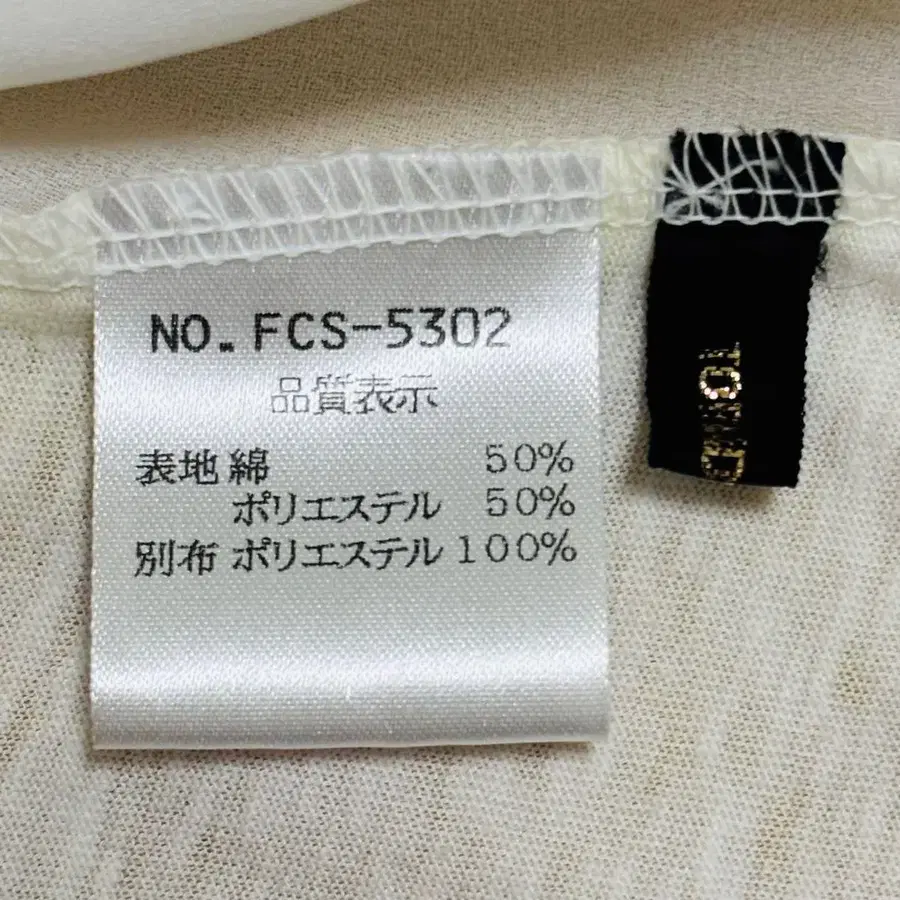 NO. FCS-5302
品質表示
表地 綿 50%
ポリエステル 50%
別布 ポリエステル 100%